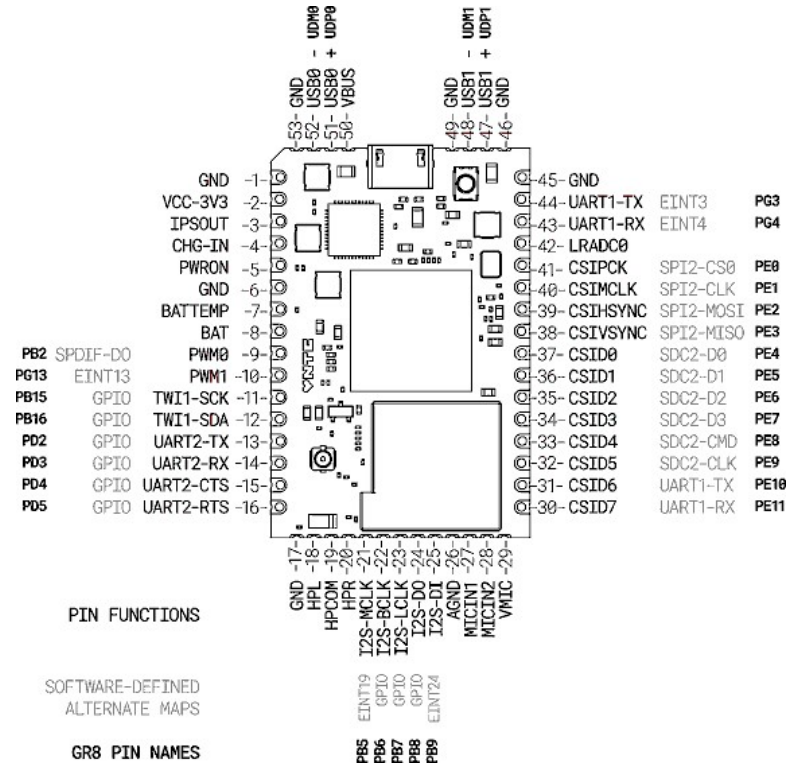 53-GND
52-USB0 - UDM0
51-USB0 + UDP0
50-VBUS
49-GND
48-USB1 - UDM1
47-USB1 + UDP1
46-GND
GND -1-
VCC-3V3 -2-
IPSOUT -3-
CHG-IN -4-
PWRON -5-
GND -6-
BATTEMP -7-
BAT -8-
PB2 SPDIF-DO PWM0 -9-
PG13 EINT13 PWM1 -10-
PB15 GPIO TWI1-SCK -11-
PB16 GPIO TWI1-SDA -12-
PD2 GPIO UART2-TX -13-
PD3 GPIO UART2-RX -14-
PD4 GPIO UART2-CTS -15-
PD5 GPIO UART2-RTS -16-
45- GND
44- UART1-TX EINT3 PG3
43- UART1-RX EINT4 PG4
42- LRADC0
41- CSIPCK SPI2-CS0 PE0
40- CSIMCLK SPI2-CLK PE1
39- CSIHSYNC SPI2-MOSI PE2
38- CSIVSYNC SPI2-MISO PE3
37- CSID0 SDC2-D0 PE4
36- CSID1 SDC2-D1 PE5
35- CSID2 SDC2-D2 PE6
34- CSID3 SDC2-D3 PE7
33- CSID4 SDC2-CMD PE8
32- CSID5 SDC2-CLK PE9
31- CSID6 UART1-TX PE10
30- CSID7 UART1-RX PE11
GND -17-
HPL -18-
HPCOM -19-
HPR -20-
PB5 EINT19 I2S-MCLK -21-
PB6 GPIO I2S-BCLK -22-
PB7 GPIO I2S-LCLK -23-
PB8 GPIO I2S-DO -24-
PB9 EINT24 I2S-DI -25-
AGND -26-
MICIN1 -27-
MICIN2 -28-
VMIC -29-
PIN FUNCTIONS
SOFTWARE-DEFINED
ALTERNATE MAPS
GR8 PIN NAMES